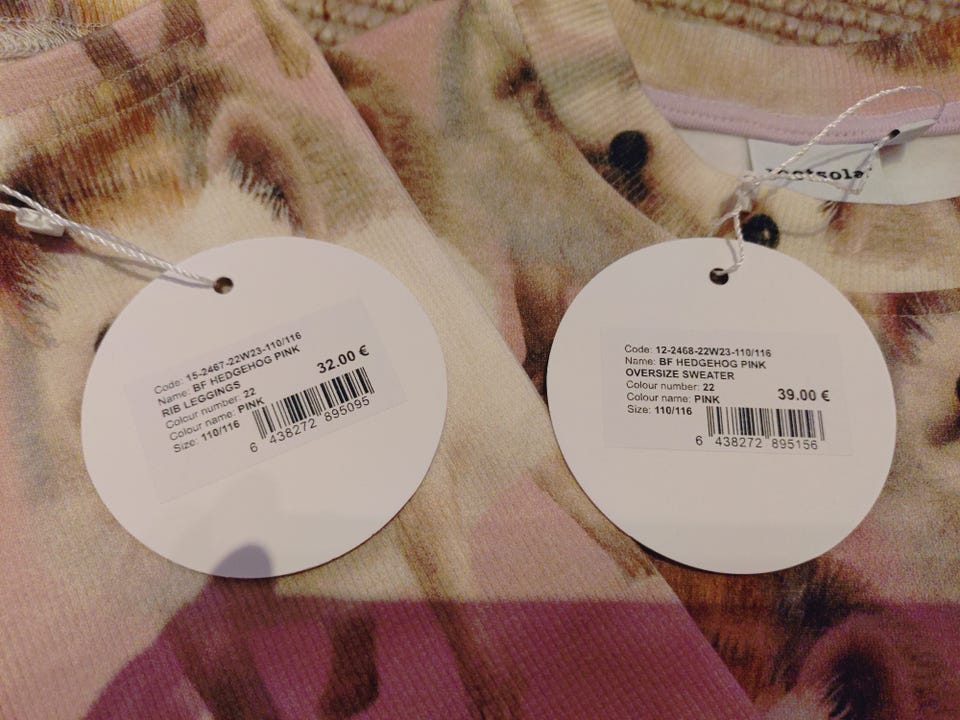 Code: 15-2467-22W23-110/116
Name: BF HEDGEHOG PINK
RIB LEGGINGS
Colour number: 22
Colour name: PINK
Size: 110/116
32.00 €
6 438272 895095
Code: 12-2468-22W23-110/116
Name: BF HEDGEHOG PINK
OVERSIZE SWEATER
Colour number: 22
Colour name: PINK
Size: 110/116
39.00 €
6 438272 895156